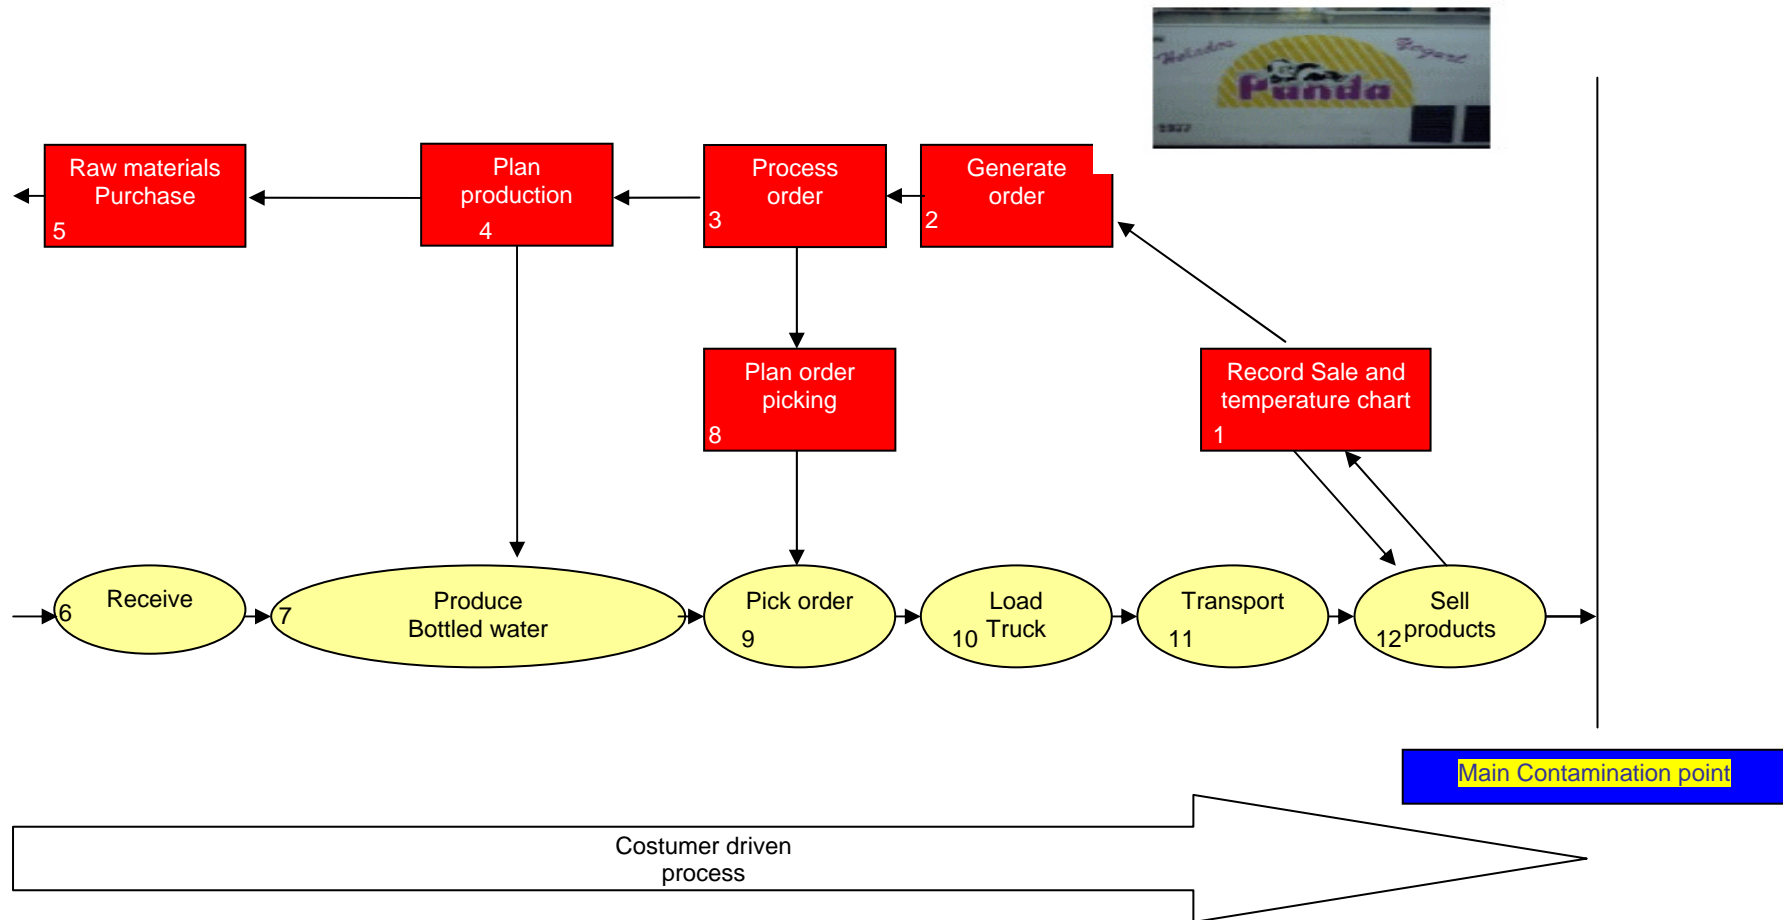 Helados
Yogurt
Panda
Raw materials
Purchase
5
Plan
production
4
Process
order
3
Generate
order
2
Plan order
picking
8
Record Sale and
temperature chart
1
Receive
6
Produce
Bottled water
7
Pick order
9
Load
Truck
10
Transport
11
Sell
products
12
Main Contamination point
Costumer driven
process